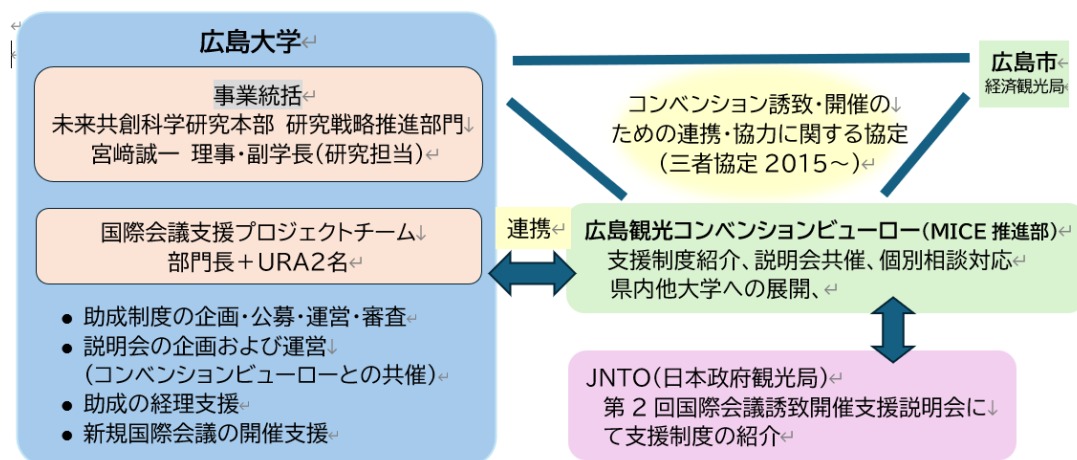 広島大学
事業統括
未来共創科学研究本部 研究戦略推進部門
宮﨑誠一 理事・副学長(研究担当)
国際会議支援プロジェクトチーム
部門長+URA2名
● 助成制度の企画・公募・運営・審査
● 説明会の企画および運営
(コンベンションビューローとの共催)
● 助成の経理支援
● 新規国際会議の開催支援
広島市
経済観光局
コンベンション誘致・開催の
ための連携・協力に関する協定
(三者協定 2015~)
連携
広島観光コンベンションビューロー(MICE 推進部)
支援制度紹介、説明会共催、個別相談対応
県内他大学への展開、
JNTO(日本政府観光局)
第 2 回国際会議誘致開催支援説明会に
て支援制度の紹介